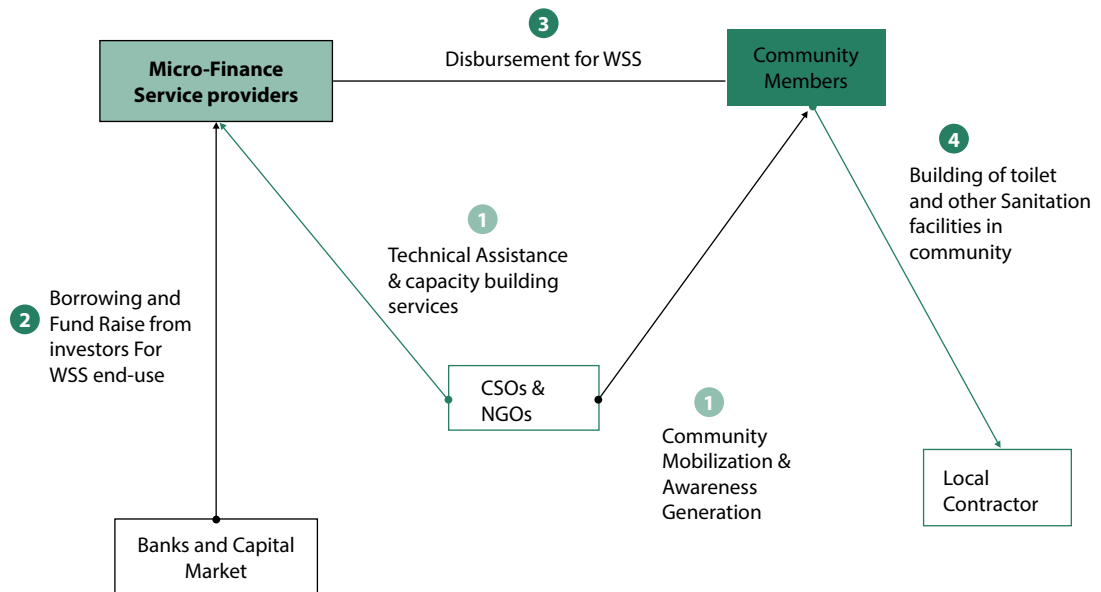 3
Disbursement for WSS
Micro-Finance
Service providers
Community
Members
4
Building of toilet
and other Sanitation
facilities in
community
1
Technical Assistance
& capacity building
services
2
Borrowing and
Fund Raise from
investors For
WSS end-use
CSOs &
NGOs
1
Community
Mobilization &
Awareness
Generation
Local
Contractor
Banks and Capital
Market